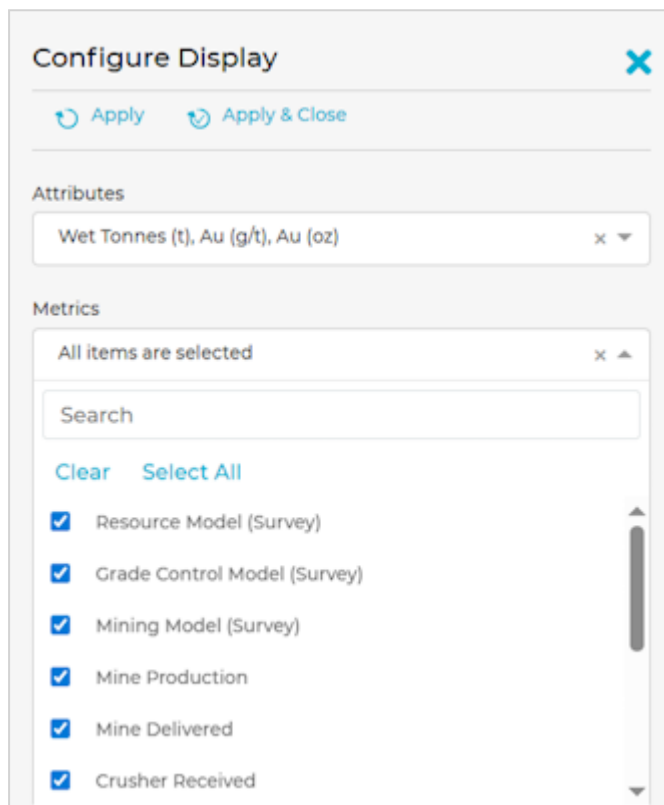 Configure Display
Apply Apply & Close
Attributes
Wet Tonnes (t), Au (g/t), Au (oz)
Metrics
All items are selected
Search
Clear Select All
Resource Model (Survey)
Grade Control Model (Survey)
Mining Model (Survey)
Mine Production
Mine Delivered
Crusher Received